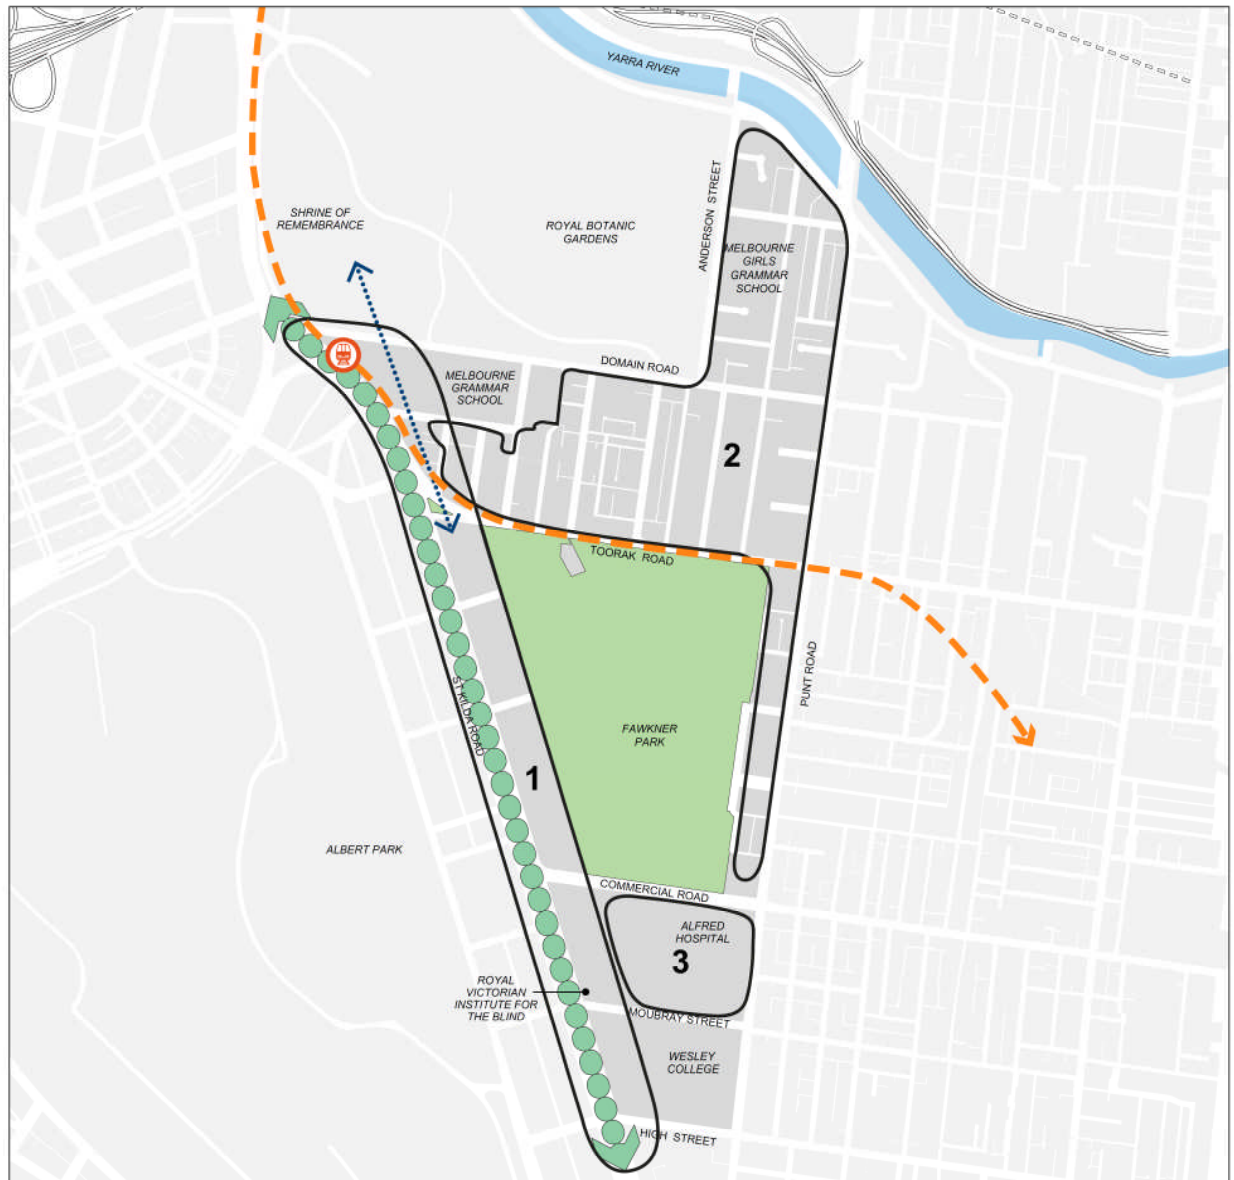 YARRA RIVER
SHRINE OF
REMEMBRANCE
ROYAL BOTANIC
GARDENS
ANDERSON STREET
MELBOURNE
GIRLS
GRAMMAR
SCHOOL
DOMAIN ROAD
MELBOURNE
GRAMMAR
SCHOOL
2
TOORAK ROAD
PUNT ROAD
ST KILDA ROAD
FAWKNER
PARK
1
ALBERT PARK
COMMERCIAL ROAD
ALFRED
HOSPITAL
3
ROYAL
VICTORIAN
INSTITUTE FOR
THE BLIND
MOUBRAY STREET
WESLEY
COLLEGE
HIGH STREET